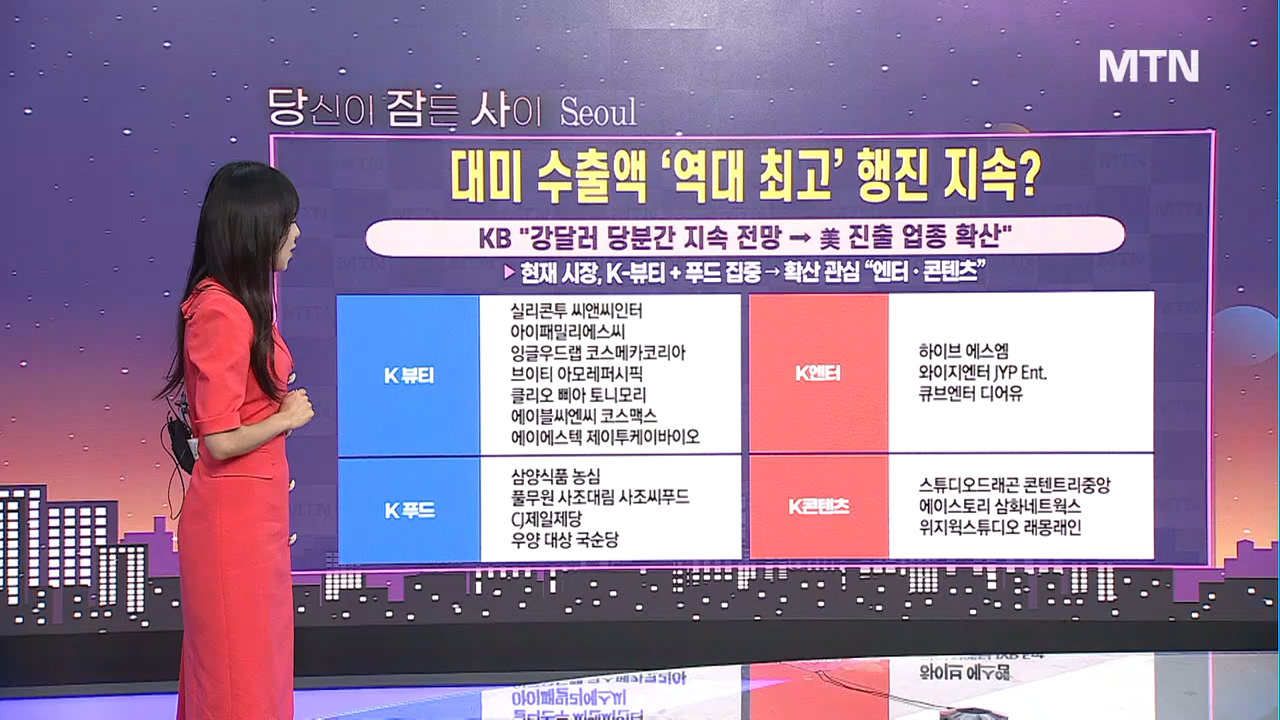 MTN
당신이 잠든 사이 Seoul
대미 수출액 ‘역대 최고’ 행진 지속?
KB "강달러 당분간 지속 전망 → 美 진출 업종 확산"
▶ 현재 시장, K-뷰티 + 푸드 집중 → 확산 관심 “엔터 · 콘텐츠”
K 뷰티
실리콘투 씨앤씨인터
아이패밀리에스씨
잉글우드랩 코스메카코리아
브이티 아모레퍼시픽
클리오 삐아 토니모리
에이블씨엔씨 코스맥스
에이에스텍 제이투케이바이오
K엔터
하이브 에스엠
와이지엔터 JYP Ent.
큐브엔터 디어유
K 푸드
삼양식품 농심
풀무원 사조대림 사조씨푸드
CJ제일제당
우양 대상 국순당
K콘텐츠
스튜디오드래곤 콘텐트리중앙
에이스토리 삼화네트웍스
위지윅스튜디오 래몽래인